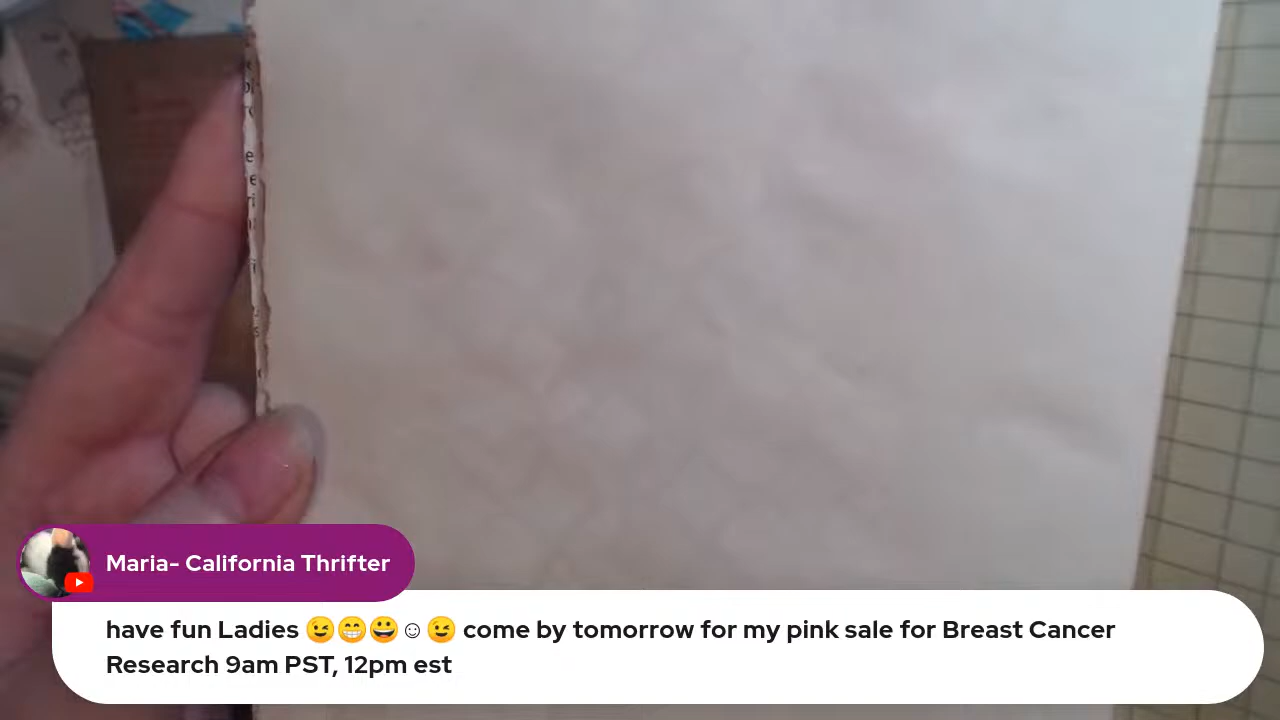 Maria- California Thrifter
have fun Ladies 😉😁😀☺😉 come by tomorrow for my pink sale for Breast Cancer
Research 9am PST, 12pm est